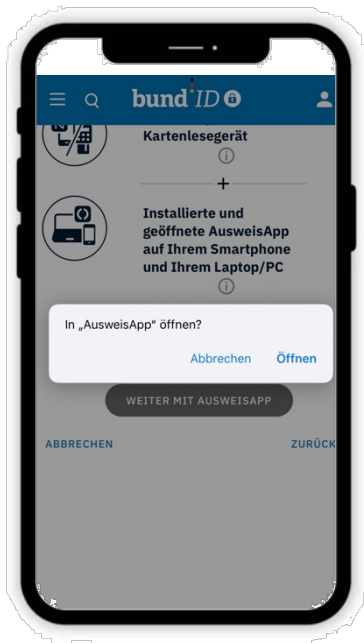 bund ID
Kartenlesegerät
+
Installierte und
geöffnete AusweisApp
auf Ihrem Smartphone
und Ihrem Laptop/PC
In „AusweisApp" öffnen?
Abbrechen Öffnen
WEITER MIT AUSWEISAPP
ABBRECHEN ZURÜCK